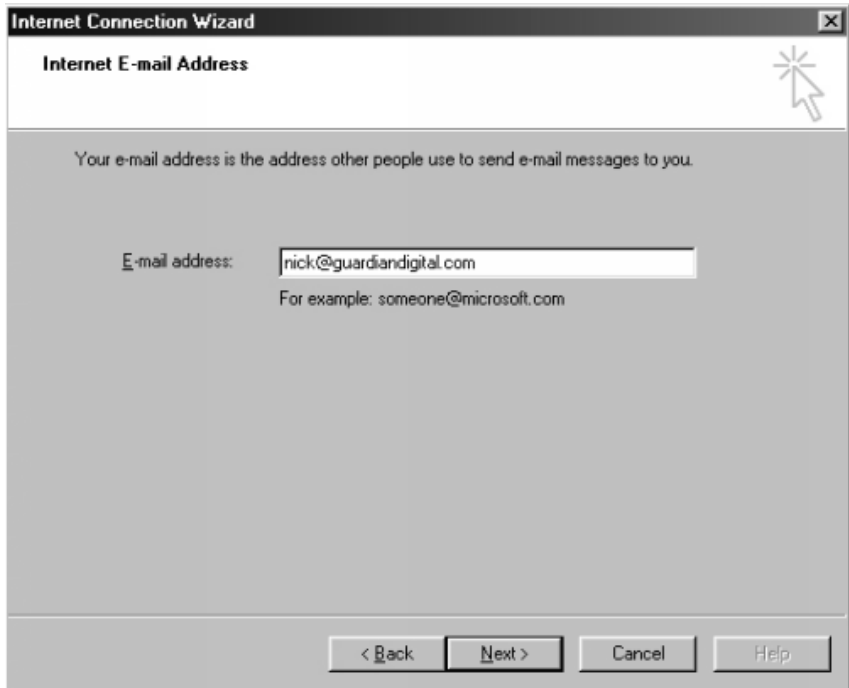 Internet Connection Wizard
Internet E-mail Address
Your e-mail address is the address other people use to send e-mail messages to you.
E-mail address: nick@guardiandigital.com
For example: someone@microsoft.com
< Back Next > Cancel Help